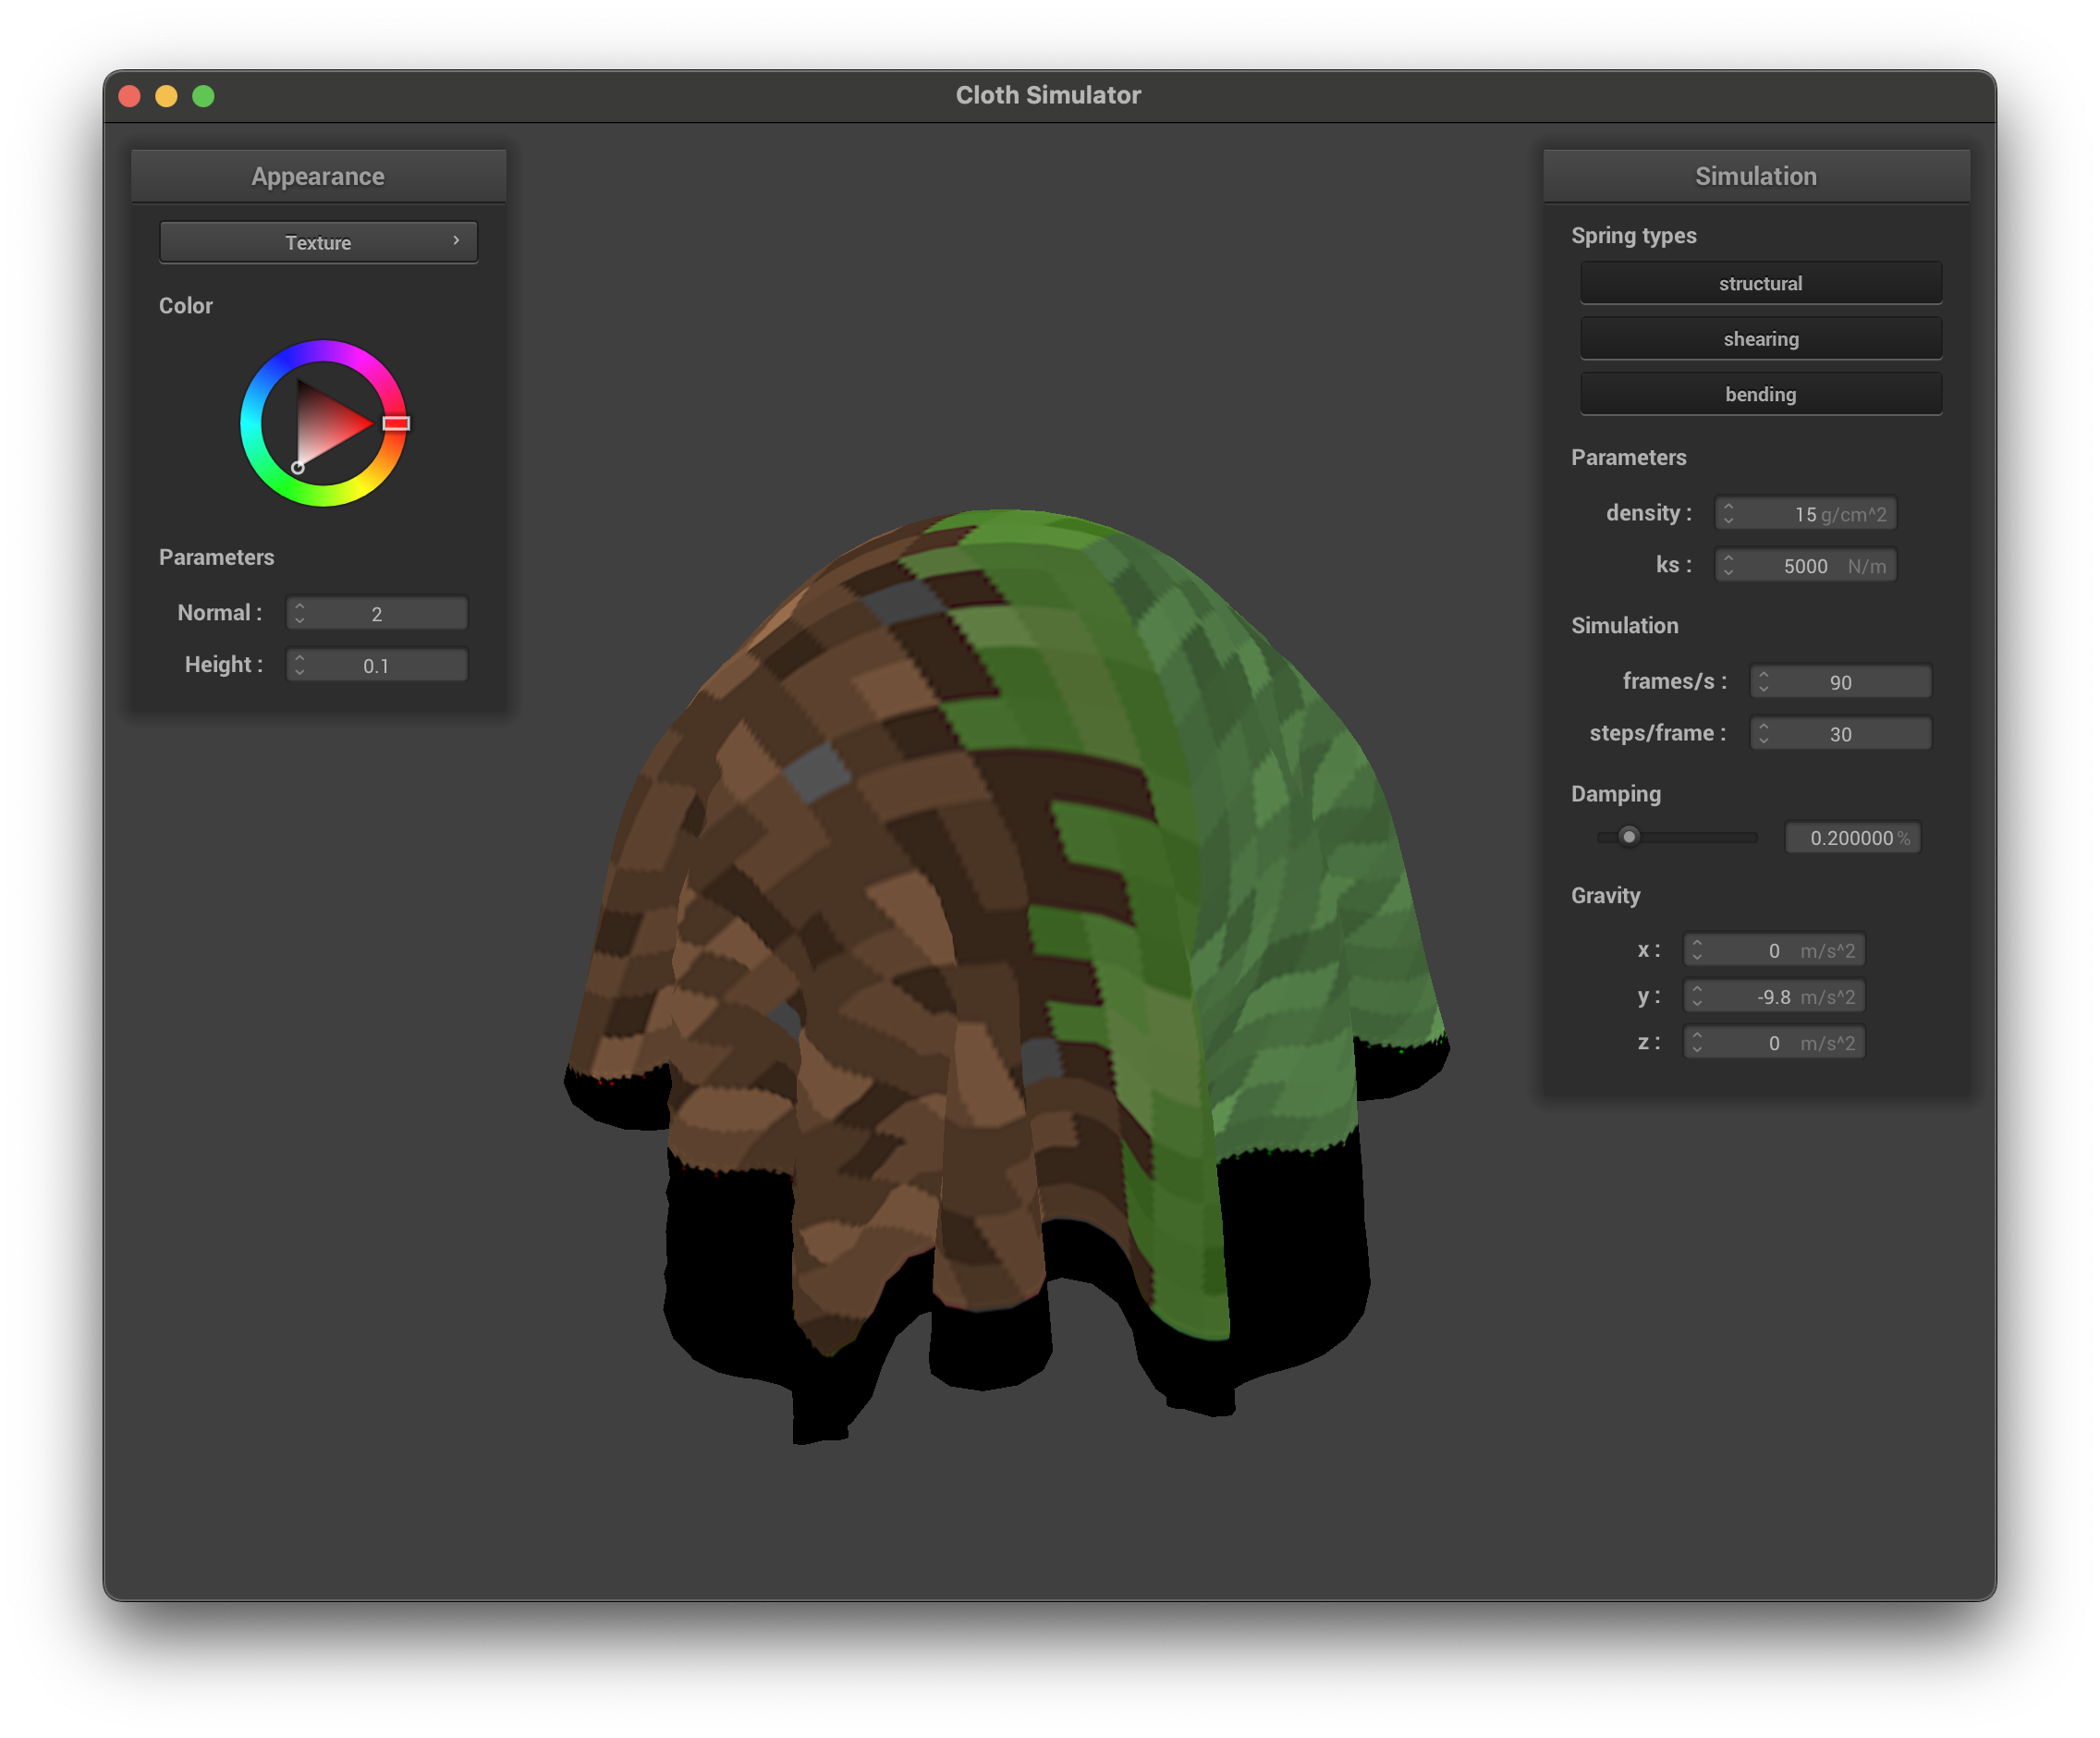 Cloth Simulator
Appearance
Texture
Color
Parameters
Normal : 2
Height : 0.1
Simulation
Spring types
structural
shearing
bending
Parameters
density : 15 g/cm^2
ks : 5000 N/m
Simulation
frames/s : 90
steps/frame : 30
Damping
0.200000 %
Gravity
x : 0 m/s^2
y : -9.8 m/s^2
z : 0 m/s^2